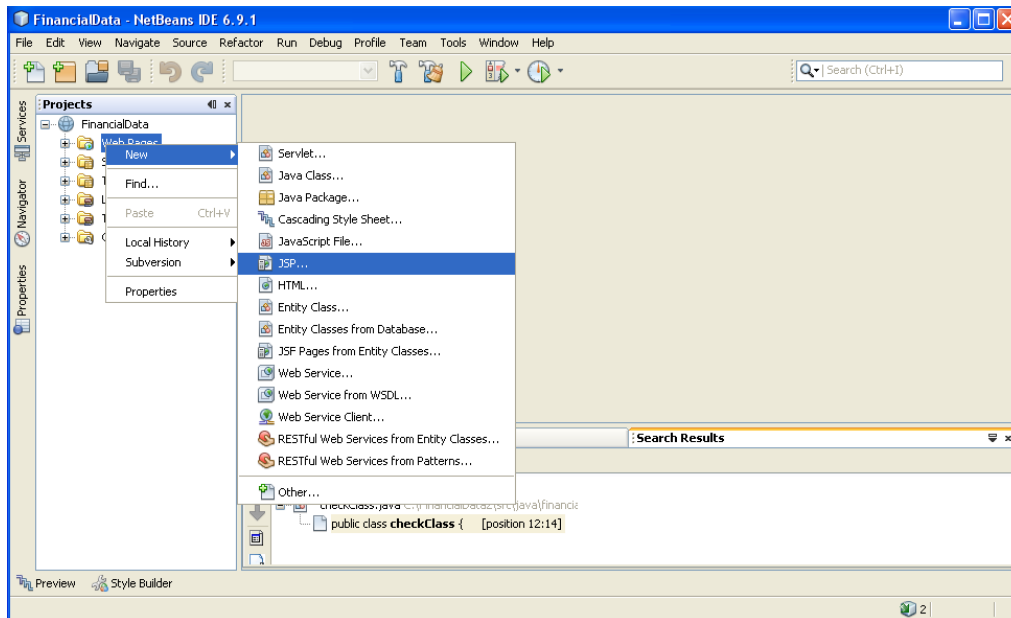 FinancialData - NetBeans IDE 6.9.1
File Edit View Navigate Source Refactor Run Debug Profile Team Tools Window Help
Search (Ctrl+I)
Services
Navigator
Properties
Projects
FinancialData
Web Pages
New
Find...
Paste Ctrl+V
Local History
Subversion
Properties
Servlet...
Java Class...
Java Package...
Cascading Style Sheet...
JavaScript File...
JSP...
HTML...
Entity Class...
Entity Classes from Database...
JSF Pages from Entity Classes...
Web Service...
Web Service from WSDL...
Web Service Client...
RESTful Web Services from Entity Classes...
RESTful Web Services from Patterns...
Other...
Search Results
checkClass.java C:\FinancialData2\src\java\financia
public class checkClass { [position 12:14]
Preview Style Builder
2